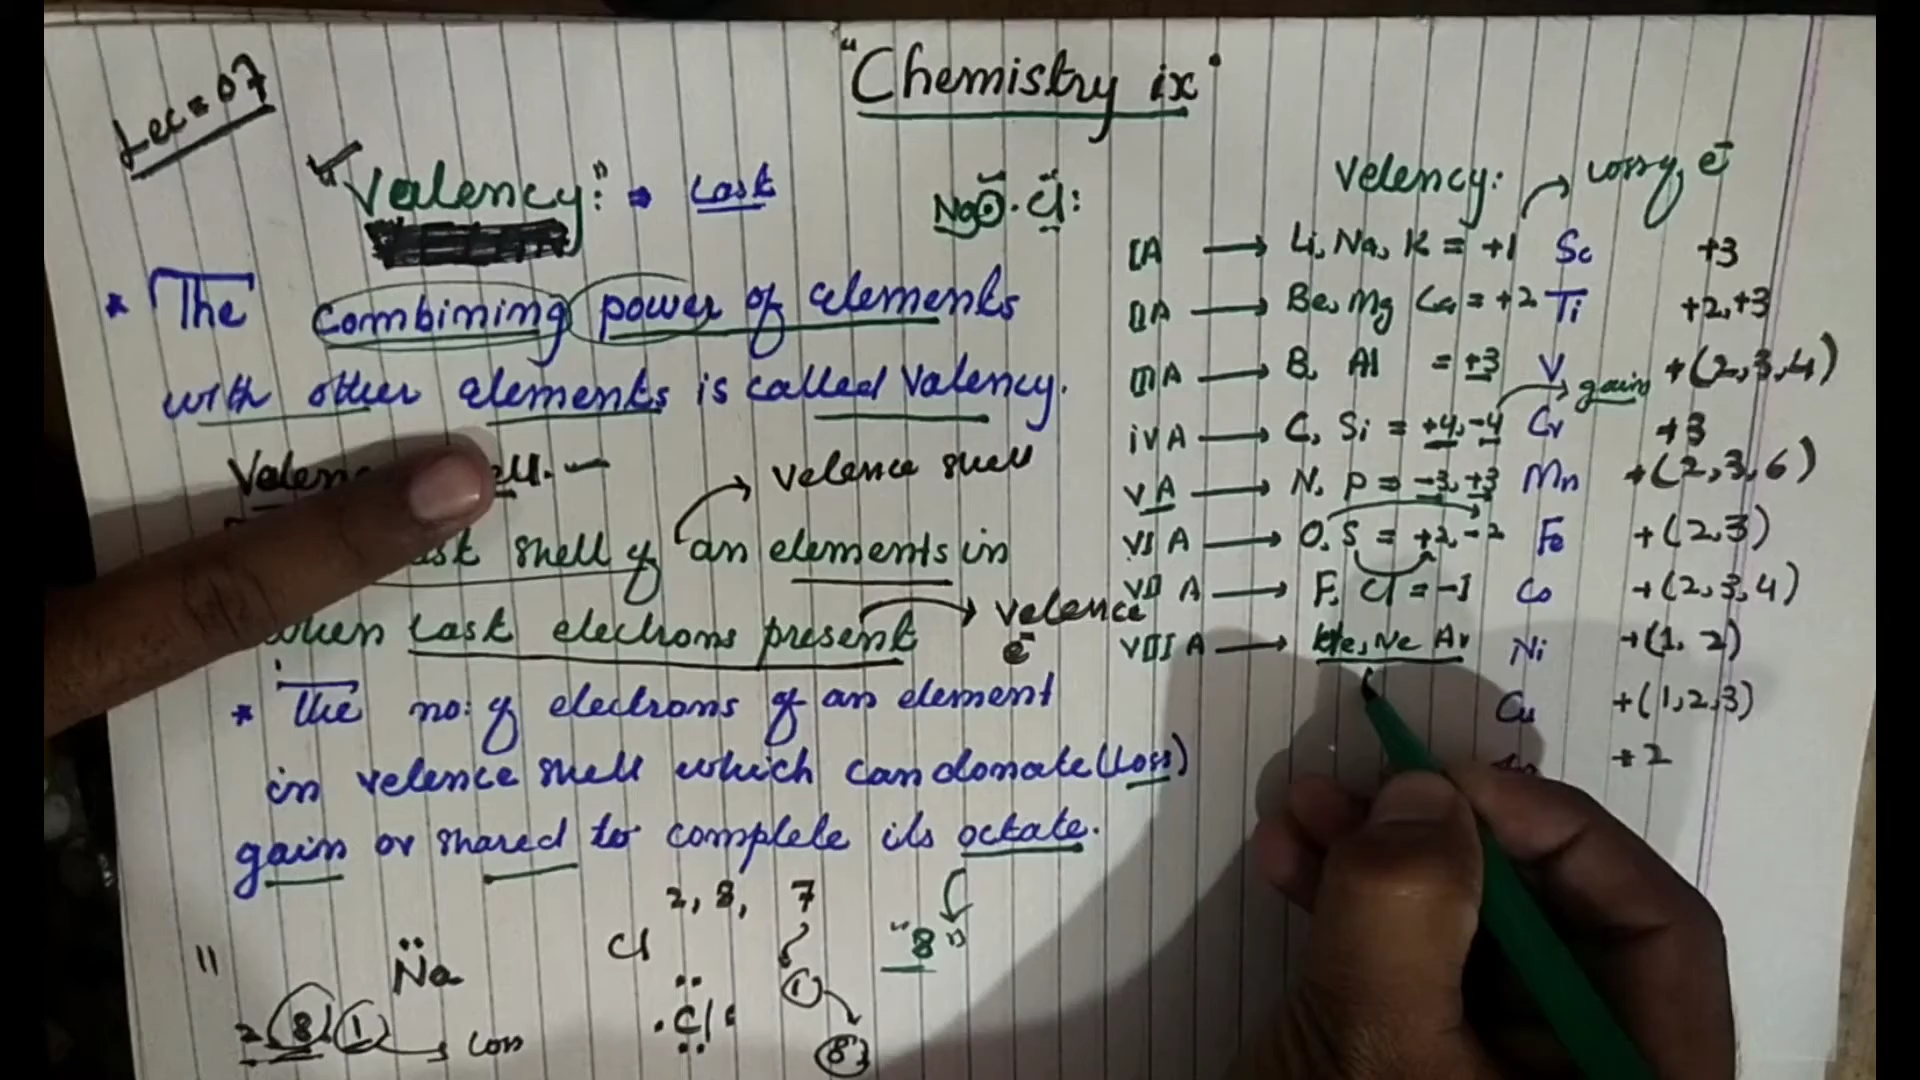 Lec = 07
"Chemistry ix"
Valency:" ⇒ Last
Na · Cl:
* The combining power of elements
with other elements is called Valency.
velence shell
shell of an elements in
when Last electrons present
velence
e⁻
* The no: of electrons of an element
in velence shell which can donate (Loss)
gain or shared to complete its octate.
2, 8, 7
"8"
Cl
Na
Cl
1
8
2, 8, 1 → Loss
Velency: loss of e⁻
IA → Li, Na, K = +1
IIA → Be, Mg Ca = +2
IIIA → B, Al = +3
iVA → C, Si = +4, -4
gain
VA → N, P = -3, +3
VIA → O, S = +2, -2
VIIA → F, Cl = -1
VIIIA → He, Ne Ar
Sc +3
Ti +2, +3
V +(2,3,4)
Cr +3
Mn +(2,3,6)
Fe +(2,3)
Co +(2,3,4)
Ni +(1, 2)
Cu +(1,2,3)
+2